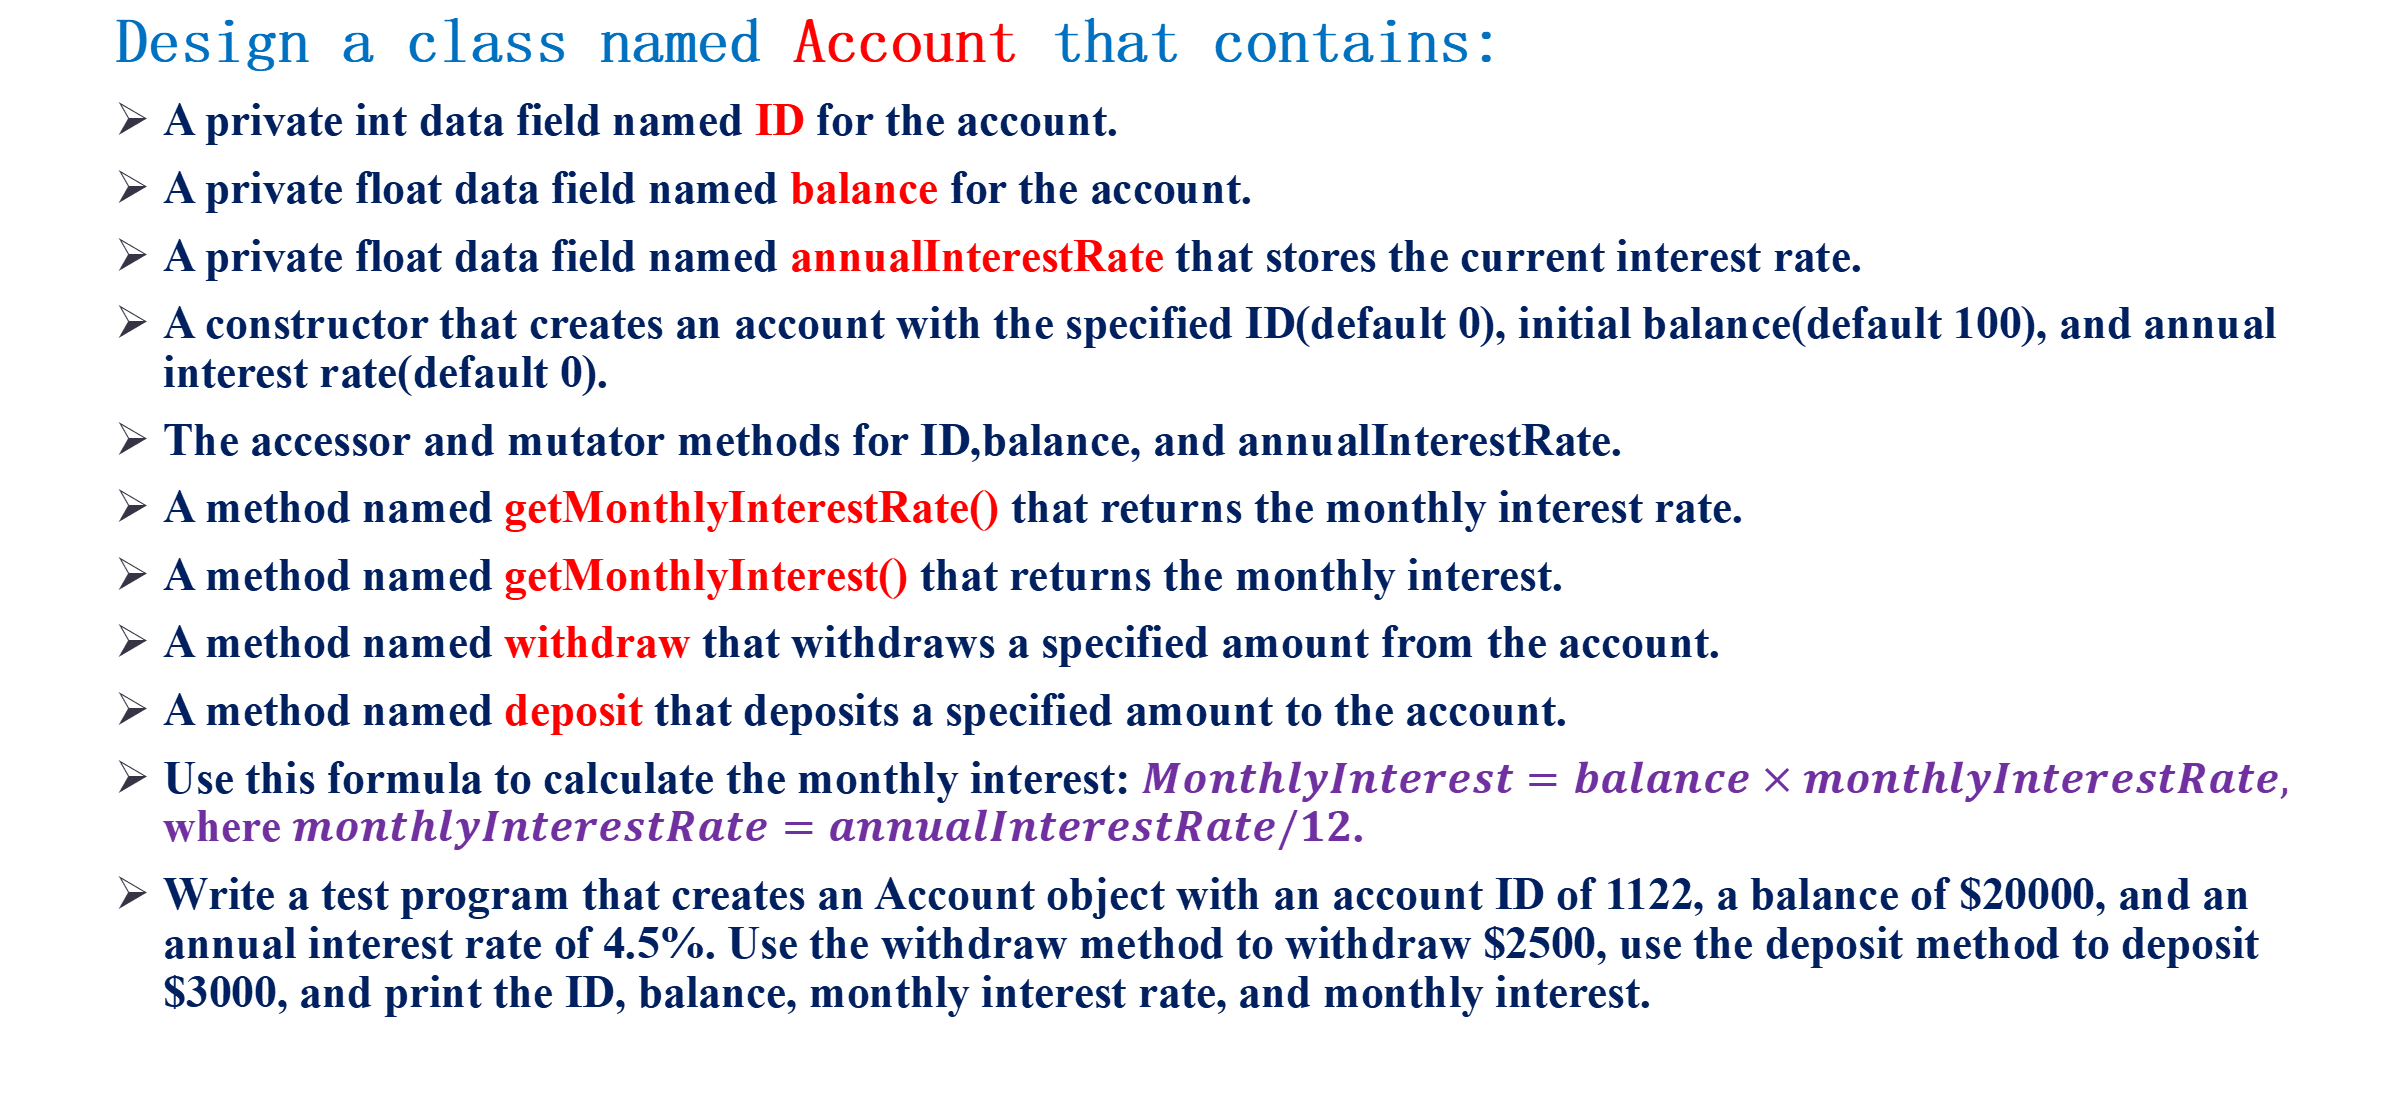 Design a class named Account that contains:
➢ A private int data field named ID for the account.
➢ A private float data field named balance for the account.
➢ A private float data field named annualInterestRate that stores the current interest rate.
➢ A constructor that creates an account with the specified ID(default 0), initial balance(default 100), and annual
interest rate(default 0).
➢ The accessor and mutator methods for ID,balance, and annualInterestRate.
➢ A method named getMonthlyInterestRate() that returns the monthly interest rate.
➢ A method named getMonthlyInterest() that returns the monthly interest.
➢ A method named withdraw that withdraws a specified amount from the account.
➢ A method named deposit that deposits a specified amount to the account.
➢ Use this formula to calculate the monthly interest: MonthlyInterest = balance × monthlyInterestRate,
where monthlyInterestRate = annualInterestRate/12.
➢ Write a test program that creates an Account object with an account ID of 1122, a balance of $20000, and an
annual interest rate of 4.5%. Use the withdraw method to withdraw $2500, use the deposit method to deposit
$3000, and print the ID, balance, monthly interest rate, and monthly interest.